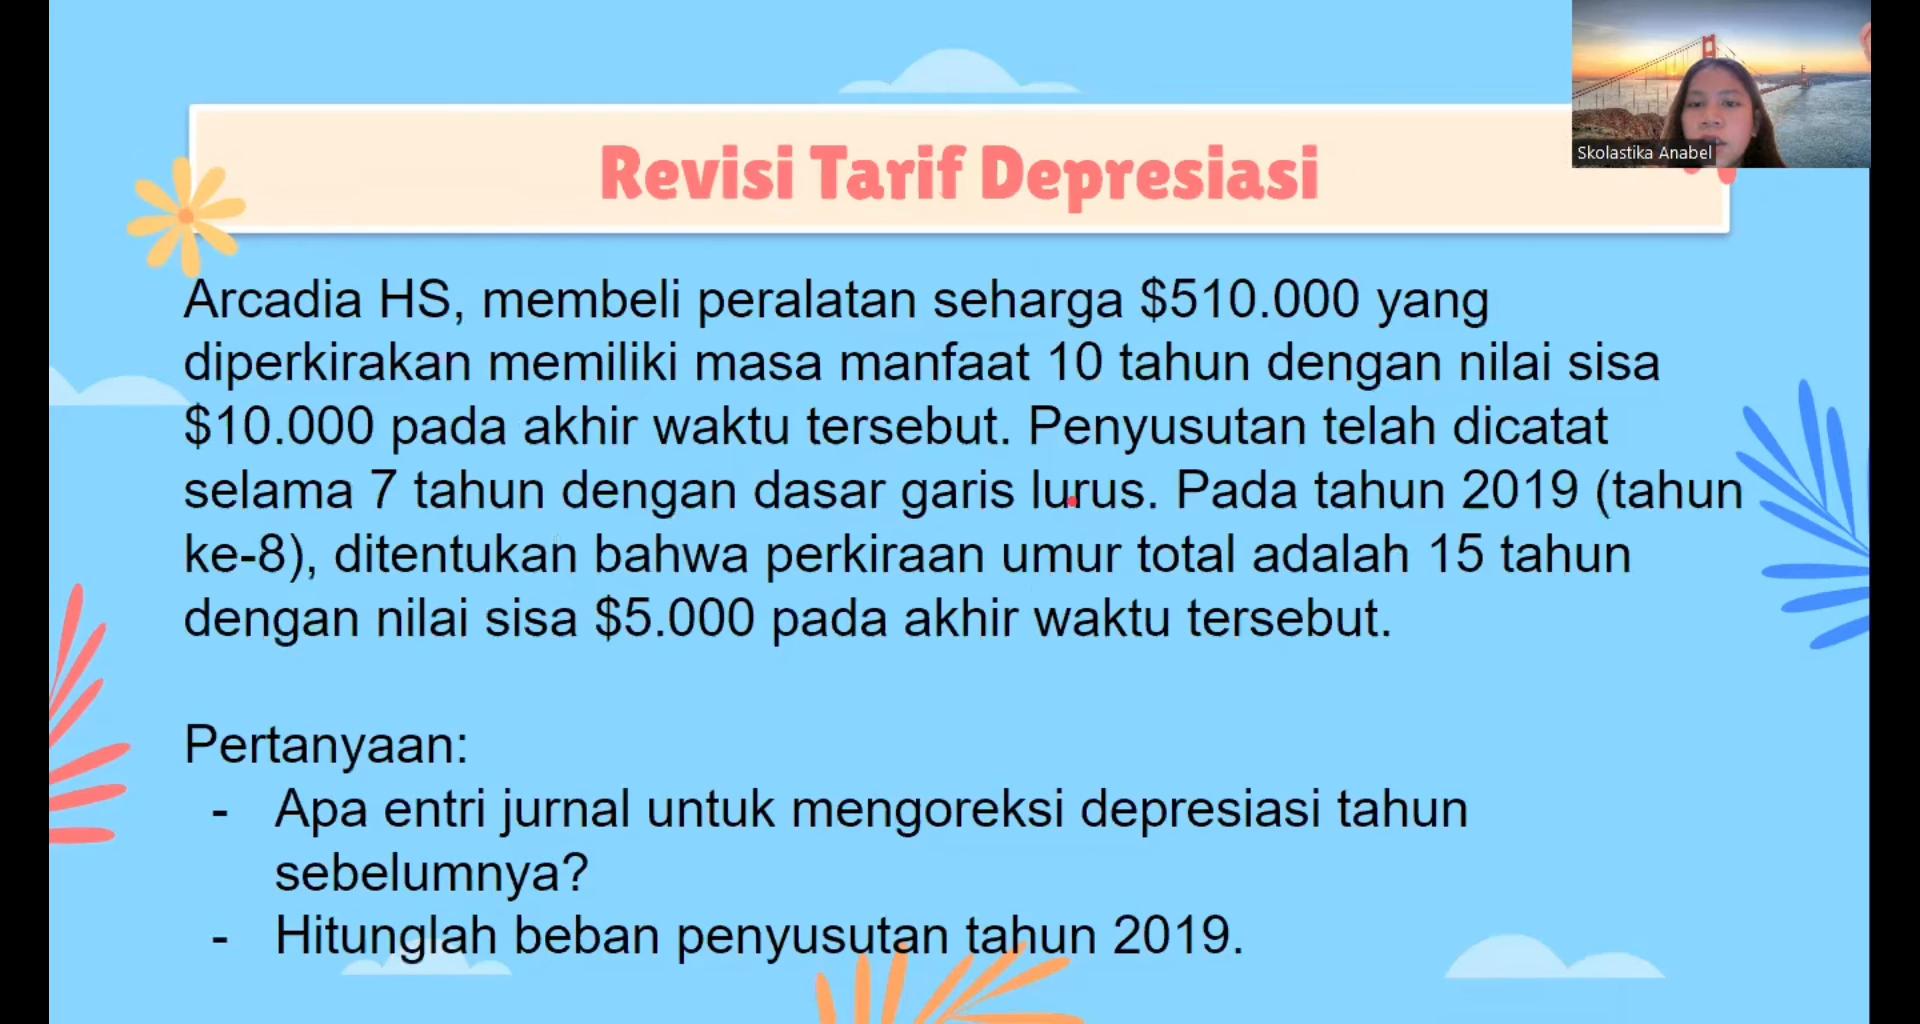 Skolastika Anabel
Revisi Tarif Depresiasi
Arcadia HS, membeli peralatan seharga $510.000 yang
diperkirakan memiliki masa manfaat 10 tahun dengan nilai sisa
$10.000 pada akhir waktu tersebut. Penyusutan telah dicatat
selama 7 tahun dengan dasar garis lurus. Pada tahun 2019 (tahun
ke-8), ditentukan bahwa perkiraan umur total adalah 15 tahun
dengan nilai sisa $5.000 pada akhir waktu tersebut.
Pertanyaan:
- Apa entri jurnal untuk mengoreksi depresiasi tahun
sebelumnya?
- Hitunglah beban penyusutan tahun 2019.